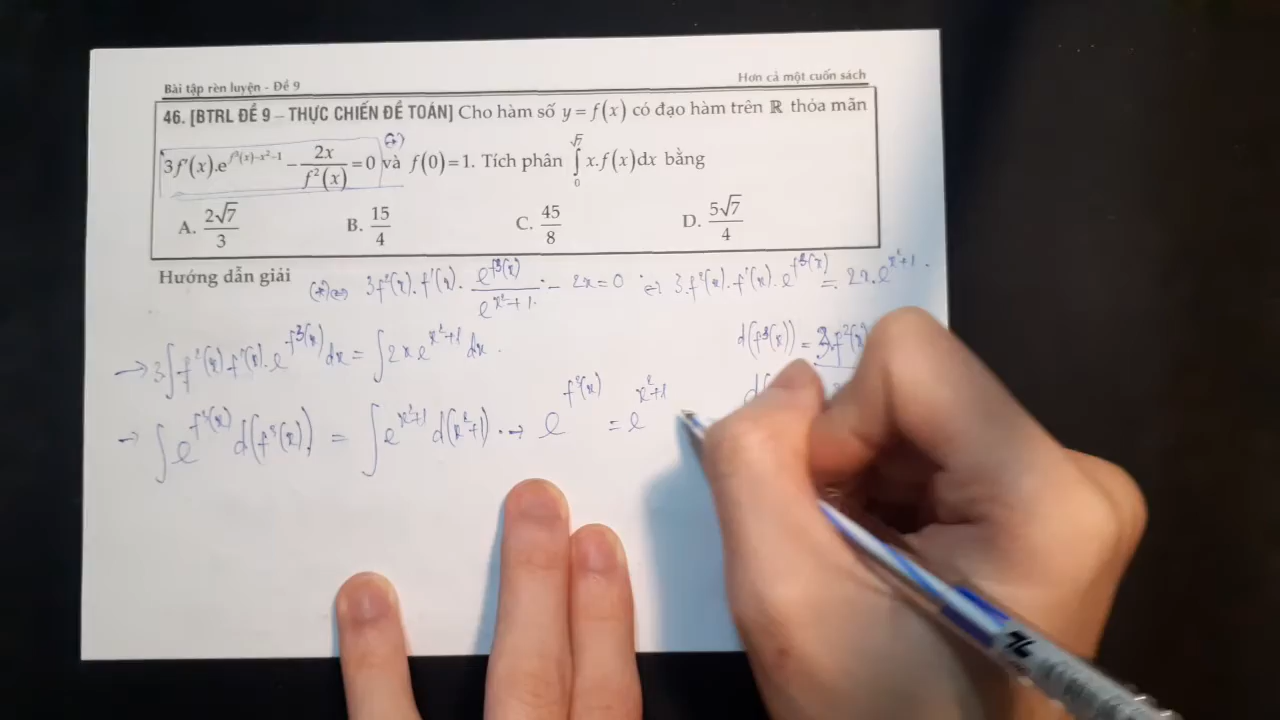 Bài tập rèn luyện - Đề 9
Hơn cả một cuốn sách
46. [BTRL ĐỀ 9 – THỰC CHIẾN ĐỀ TOÁN] Cho hàm số y = f(x) có đạo hàm trên ℝ thỏa mãn
3f'(x).e^{f³(x)-x²-1} - 2x/f²(x) = 0 (*) và f(0) = 1. Tích phân ∫₀^{√7} x.f(x)dx bằng
A. 2√7/3 B. 15/4 C. 45/8 D. 5√7/4
Hướng dẫn giải
(*) ⇔ 3f²(x).f'(x). e^{f³(x)}/e^{x²+1} - 2x = 0 ⇔ 3.f²(x).f'(x).e^{f³(x)} = 2x.e^{x²+1}.
→ 3.∫f²(x)f'(x).e^{f³(x)}dx = ∫2xe^{x²+1}dx.
d(f³(x)) = 3.f²(x)
→ ∫e^{f³(x)}d(f³(x)) = ∫e^{x²+1}d(x²+1). → e^{f³(x)} = e^{x²+1}